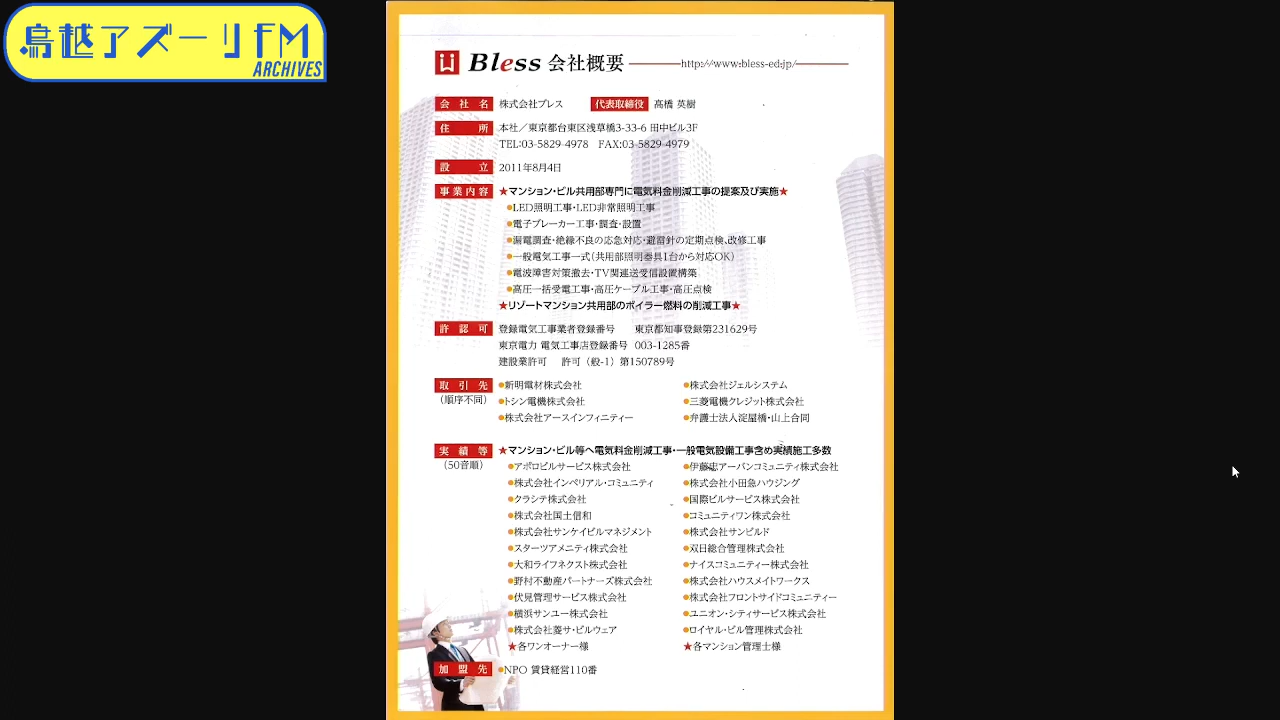 鳥越アズーリFM
ARCHIVES
Bless 会社概要 http://www.bless-ed.jp/
会社名 株式会社ブレス 代表取締役 髙橋 英樹
住所 本社／東京都台東区浅草橋3-33-6 田中ビル3F
TEL:03-5829-4978 FAX:03-5829-4979
設立 2011年8月4日
事業内容 ★マンション・ビル共用部専門に電気料金削減工事の提案及び実施★
●LED照明工事・LED非常照明工事
●電子ブレーカー工事・調査・設置
●漏電調査・絶縁不良の応急対応・避雷針の定期点検、改修工事
●一般電気工事一式（共用部照明器具1台から対応OK）
●電波障害対策撤去・TV関連送受信設置構築
●高圧一括受電工事・高圧ケーブル工事・高圧点検
★リゾートマンション共用部のボイラー燃料の削減工事★
許認可 登録電気工事業者登録番号 東京都知事登録第231629号
東京電力 電気工事店登録番号 003-1285番
建設業許可 許可（般-1）第150789号
取引先 ●新明電材株式会社 ●株式会社ジェルシステム
（順序不同） ●トシン電機株式会社 ●三菱電機クレジット株式会社
●株式会社アースインフィニティー ●弁護士法人淀屋橋・山上合同
実績等 ★マンション・ビル等へ電気料金削減工事・一般電気設備工事含め実績施工多数
（50音順） ●アポロビルサービス株式会社 ●伊藤忠アーバンコミュニティ株式会社
●株式会社インペリアル・コミュニティ ●株式会社小田急ハウジング
●クラシテ株式会社 ●国際ビルサービス株式会社
●株式会社国土信和 ●コミュニティワン株式会社
●株式会社サンケイビルマネジメント ●株式会社サンビルド
●スターツアメニティ株式会社 ●双日総合管理株式会社
●大和ライフネクスト株式会社 ●ナイスコミュニティー株式会社
●野村不動産パートナーズ株式会社 ●株式会社ハウスメイトワークス
●伏見管理サービス株式会社 ●株式会社フロントサイドコミュニティー
●横浜サンユー株式会社 ●ユニオン・シティサービス株式会社
●株式会社菱サ・ビルウェア ●ロイヤル・ビル管理株式会社
★各ワンオーナー様 ★各マンション管理士様
加盟先 ●NPO 賃貸経営110番